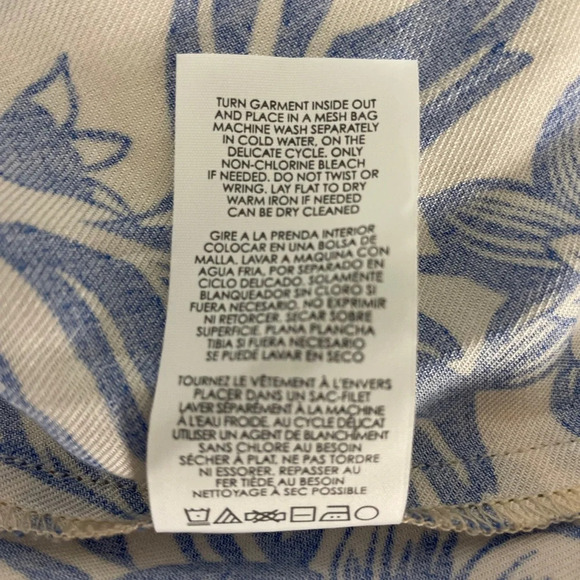 TURN GARMENT INSIDE OUT
AND PLACE IN A MESH BAG
MACHINE WASH SEPARATELY
IN COLD WATER, ON THE
DELICATE CYCLE. ONLY
NON-CHLORINE BLEACH
IF NEEDED. DO NOT TWIST OR
WRING, LAY FLAT TO DRY
WARM IRON IF NEEDED
CAN BE DRY CLEANED
GIRE A LA PRENDA INTERIOR
COLOCAR EN UNA BOLSA DE
MALLA. LAVAR A MAQUINA CON
AGUA FRIA, POR SEPARADO EN
CICLO DELICADO. SOLAMENTE
BLANQUEADOR SIN CLORO SI
FUERA NECESARIO. NO EXPRIMIR
NI RETORCER. SECAR SOBRE
SUPERFICIE. PLANA PLANCHA
TIBIA SI FUERA NECESARIO
SE PUEDE LAVAR EN SECO
TOURNEZ LE VÊTEMENT À L'ENVERS
PLACER DANS UN SAC-FILET
LAVER SÉPARÉMENT À LA MACHINE
À L'EAU FROIDE. AU CYCLE DÉLICAT
UTILISER UN AGENT DE BLANCHIMENT
SANS CHLORE AU BESOIN
SÉCHER À PLAT. NE PAS TORDRE
NI ESSORER. REPASSER AU
FER TIÈDE AU BESOIN
NETTOYAGE À SEC POSSIBLE